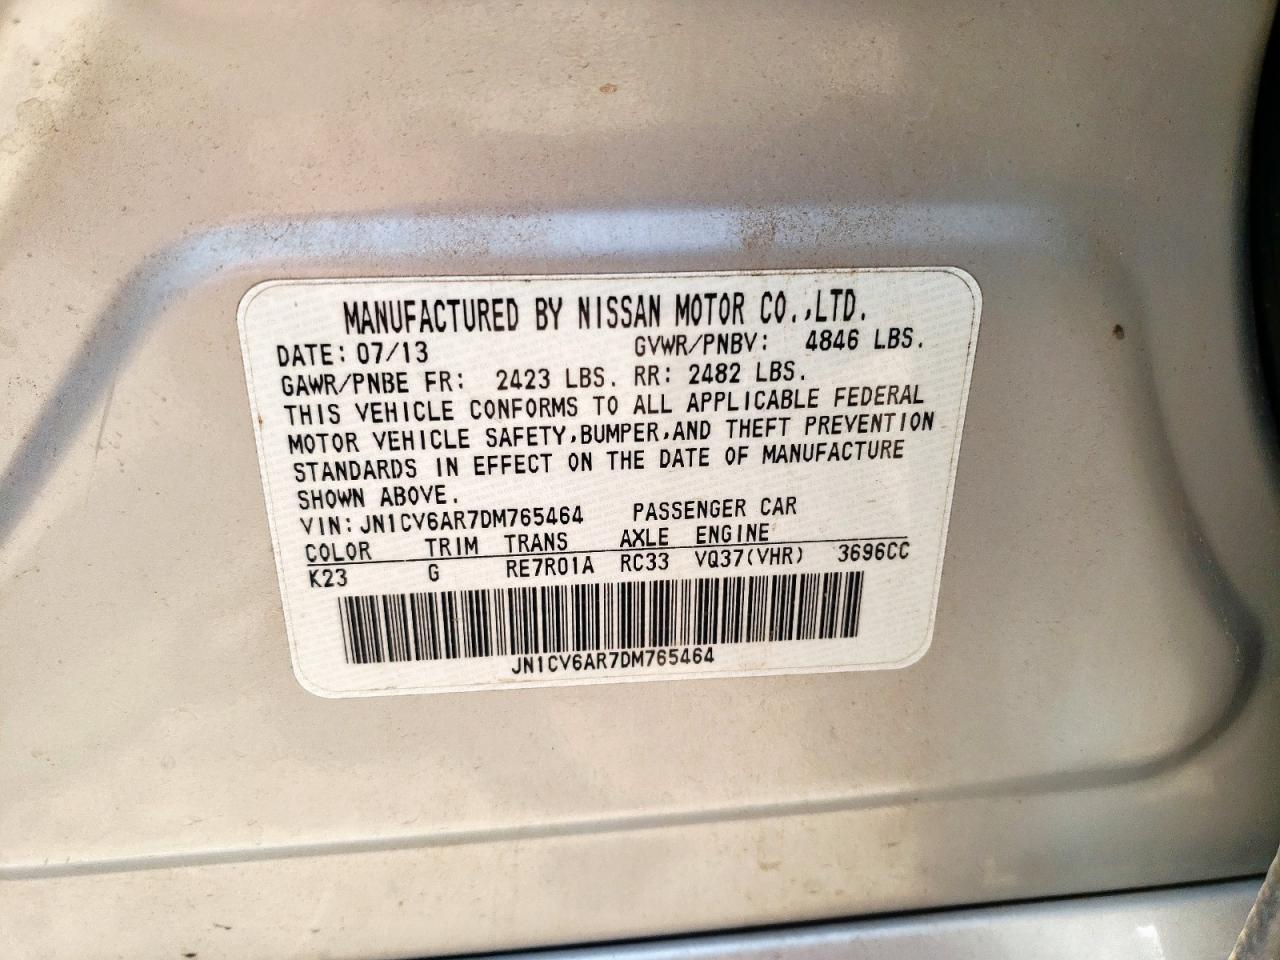 MANUFACTURED BY NISSAN MOTOR CO.,LTD.
DATE: 07/13 GVWR/PNBV: 4846 LBS.
GAWR/PNBE FR: 2423 LBS. RR: 2482 LBS.
THIS VEHICLE CONFORMS TO ALL APPLICABLE FEDERAL
MOTOR VEHICLE SAFETY,BUMPER,AND THEFT PREVENTION
STANDARDS IN EFFECT ON THE DATE OF MANUFACTURE
SHOWN ABOVE.
VIN: JN1CV6AR7DM765464 PASSENGER CAR
COLOR TRIM TRANS AXLE ENGINE
K23 G RE7R01A RC33 VQ37(VHR) 3696CC
JN1CV6AR7DM765464